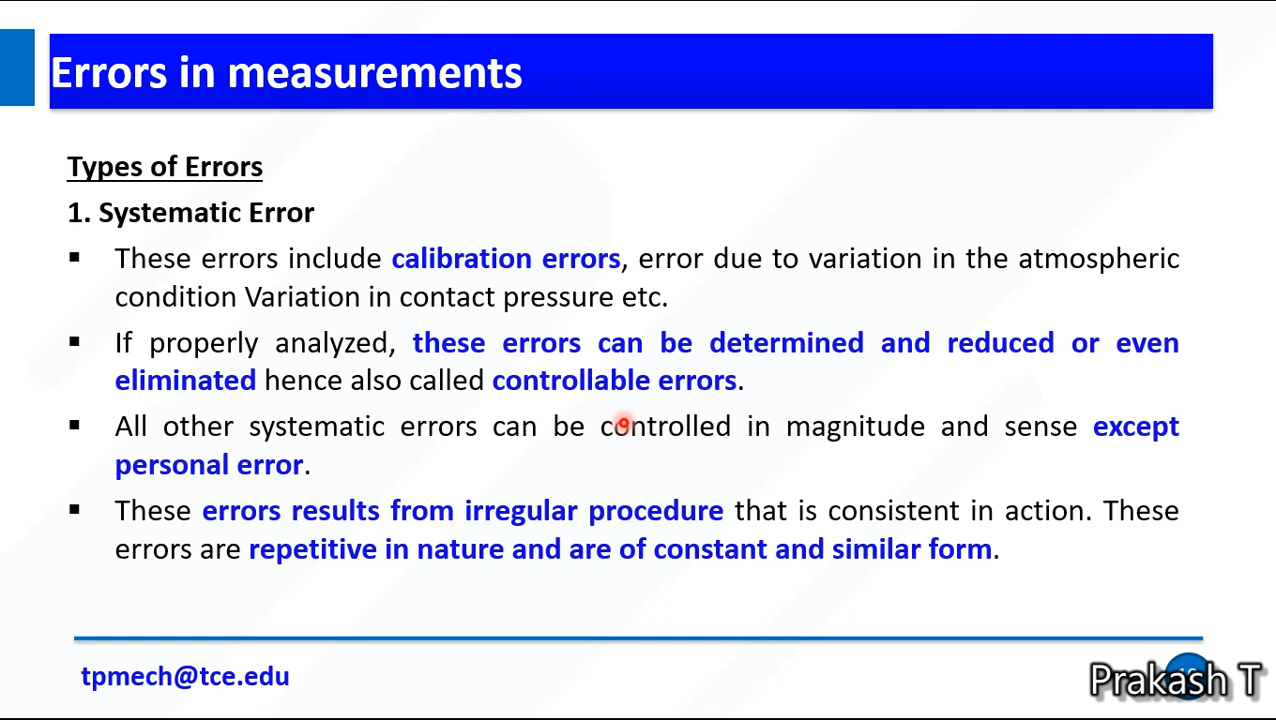 Errors in measurements
Types of Errors
1. Systematic Error
▪ These errors include calibration errors, error due to variation in the atmospheric
condition Variation in contact pressure etc.
▪ If properly analyzed, these errors can be determined and reduced or even
eliminated hence also called controllable errors.
▪ All other systematic errors can be controlled in magnitude and sense except
personal error.
▪ These errors results from irregular procedure that is consistent in action. These
errors are repetitive in nature and are of constant and similar form.
tpmech@tce.edu
Prakash T